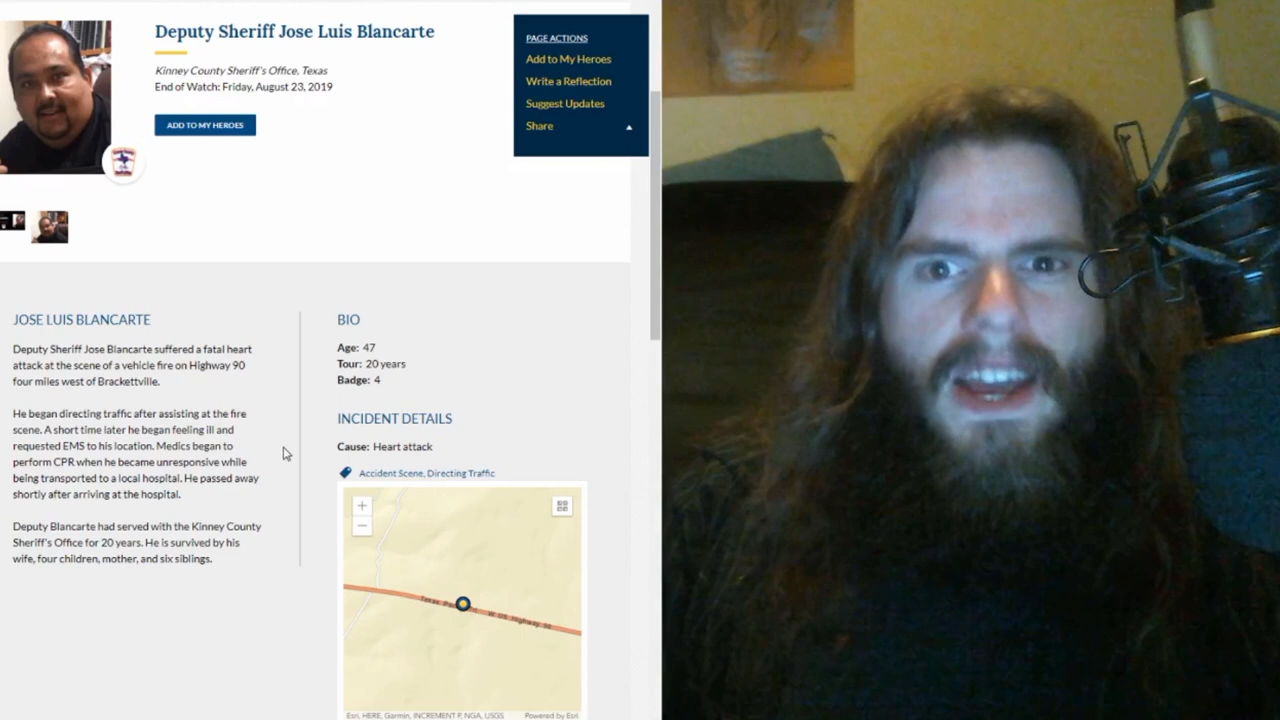 Deputy Sheriff Jose Luis Blancarte
Kinney County Sheriff's Office, Texas
End of Watch: Friday, August 23, 2019
ADD TO MY HEROES
PAGE ACTIONS
Add to My Heroes
Write a Reflection
Suggest Updates
Share
JOSE LUIS BLANCARTE
Deputy Sheriff Jose Blancarte suffered a fatal heart
attack at the scene of a vehicle fire on Highway 90
four miles west of Brackettville.
He began directing traffic after assisting at the fire
scene. A short time later he began feeling ill and
requested EMS to his location. Medics began to
perform CPR when he became unresponsive while
being transported to a local hospital. He passed away
shortly after arriving at the hospital.
Deputy Blancarte had served with the Kinney County
Sheriff's Office for 20 years. He is survived by his
wife, four children, mother, and six siblings.
BIO
Age: 47
Tour: 20 years
Badge: 4
INCIDENT DETAILS
Cause: Heart attack
Accident Scene, Directing Traffic
W US Highway 90
Esri, HERE, Garmin, INCREMENT P, NGA, USGS
Powered by Esri